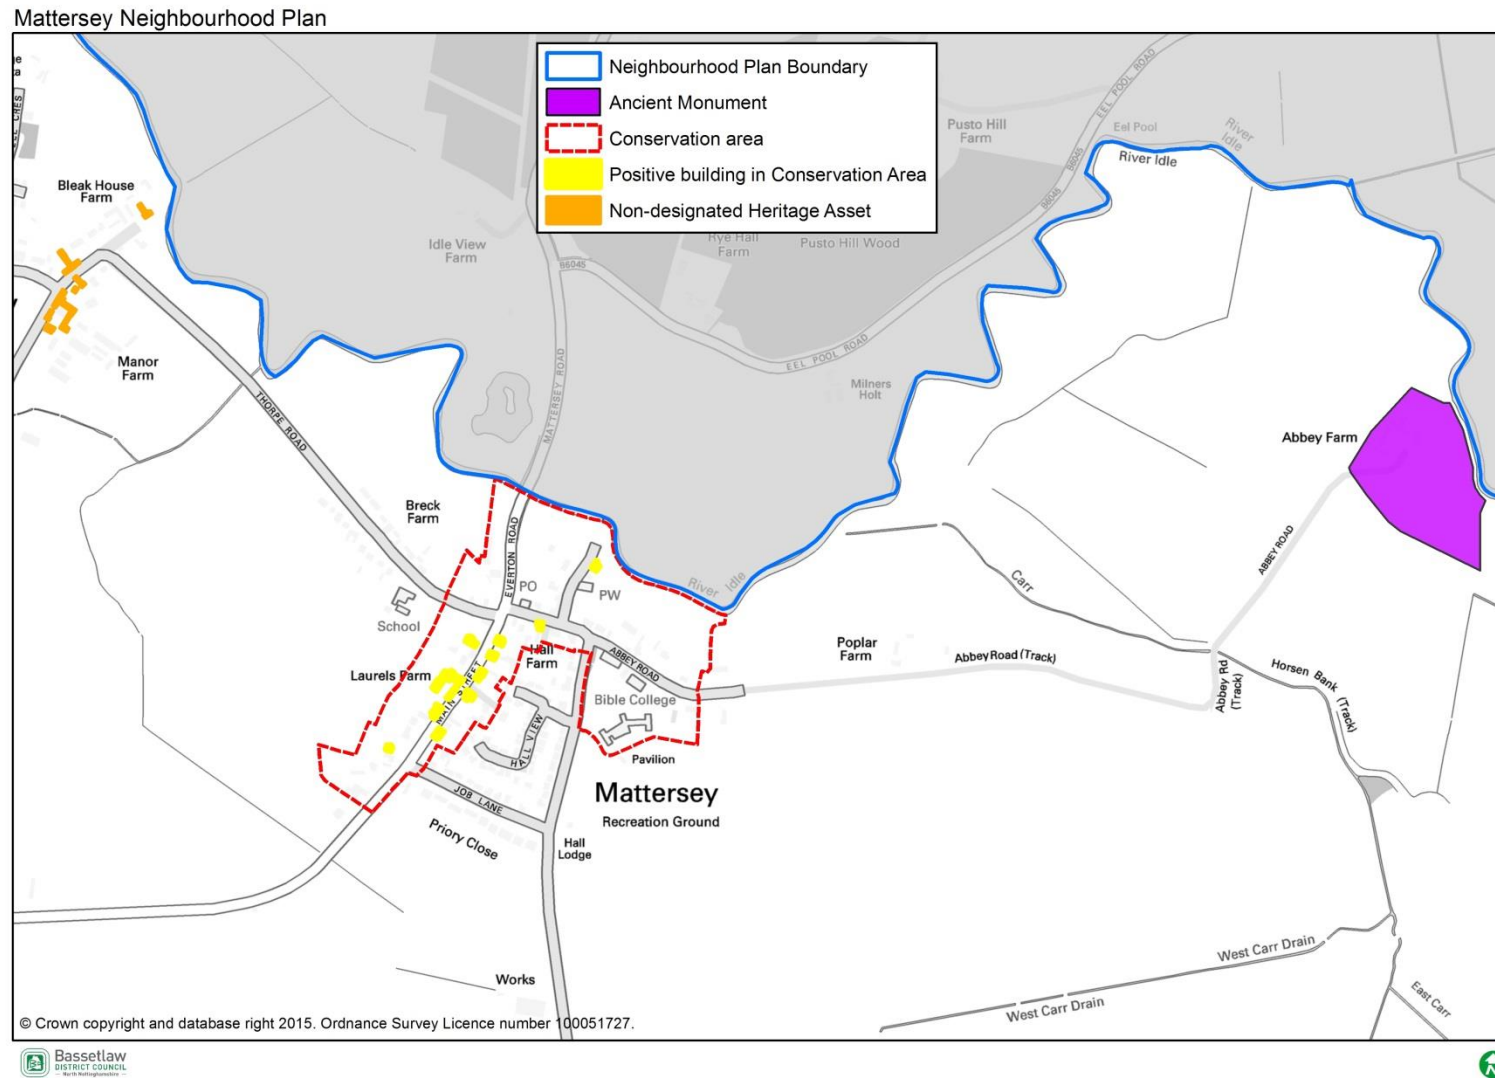 Mattersey Neighbourhood Plan
Neighbourhood Plan Boundary
Ancient Monument
Conservation area
Positive building in Conservation Area
Non-designated Heritage Asset
Bleak House
Farm
Manor
Farm
THORPE ROAD
Idle View
Farm
B6045
MATTERSEY ROAD
Rye Hall
Farm
Pusto Hill Wood
Pusto Hill
Farm
EEL POOL ROAD
B6045
B6045
EEL POOL ROAD
Eel Pool
River
Idle
River Idle
Milners
Holt
Abbey Farm
ABBEY ROAD
Breck
Farm
EVERTON ROAD
PO
PW
River Idle
School
Hall
Farm
Laurels Farm
MAIN STREET
ABBEY ROAD
Bible College
HALL VIEW
Pavilion
Poplar
Farm
Abbey Road (Track)
Carr
Abbey Rd
(Track)
Horsen Bank (Track)
Mattersey
Recreation Ground
JOB LANE
Priory Close
Hall
Lodge
Works
West Carr Drain
West Carr Drain
East Carr
© Crown copyright and database right 2015. Ordnance Survey Licence number 100051727.
Bassetlaw
DISTRICT COUNCIL
North Nottinghamshire